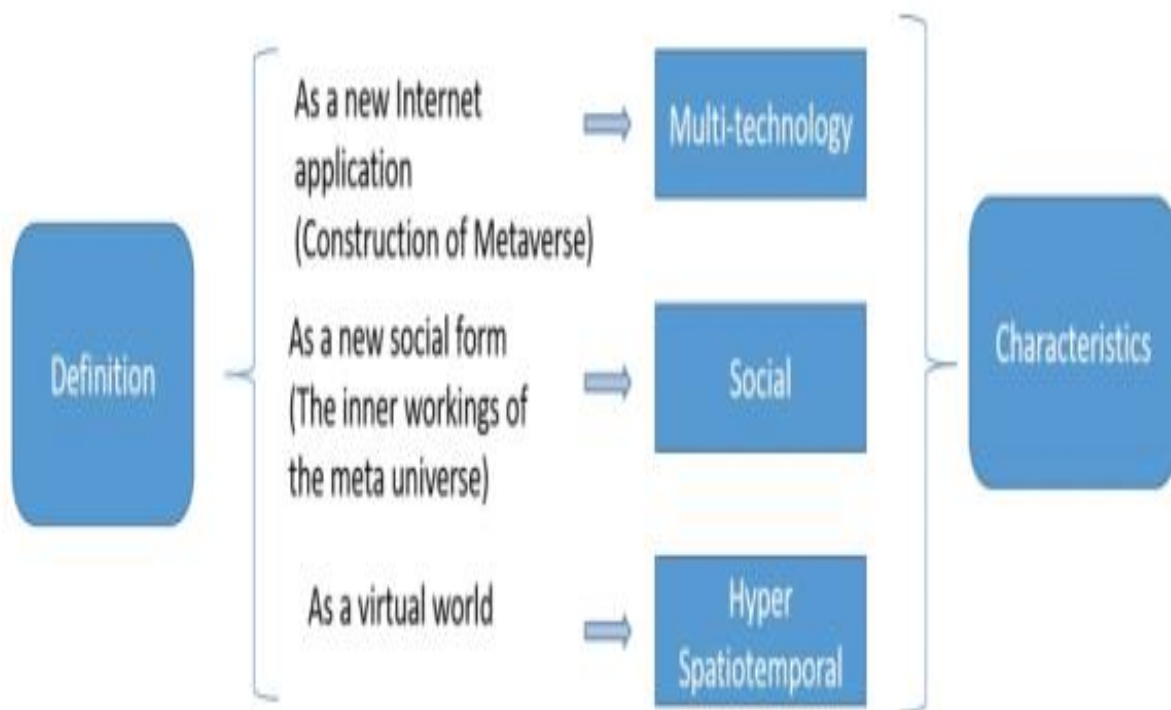 Definition
As a new Internet
application
(Construction of Metaverse)
As a new social form
(The inner workings of
the meta universe)
As a virtual world
Multi-technology
Social
Hyper
Spatiotemporal
Characteristics